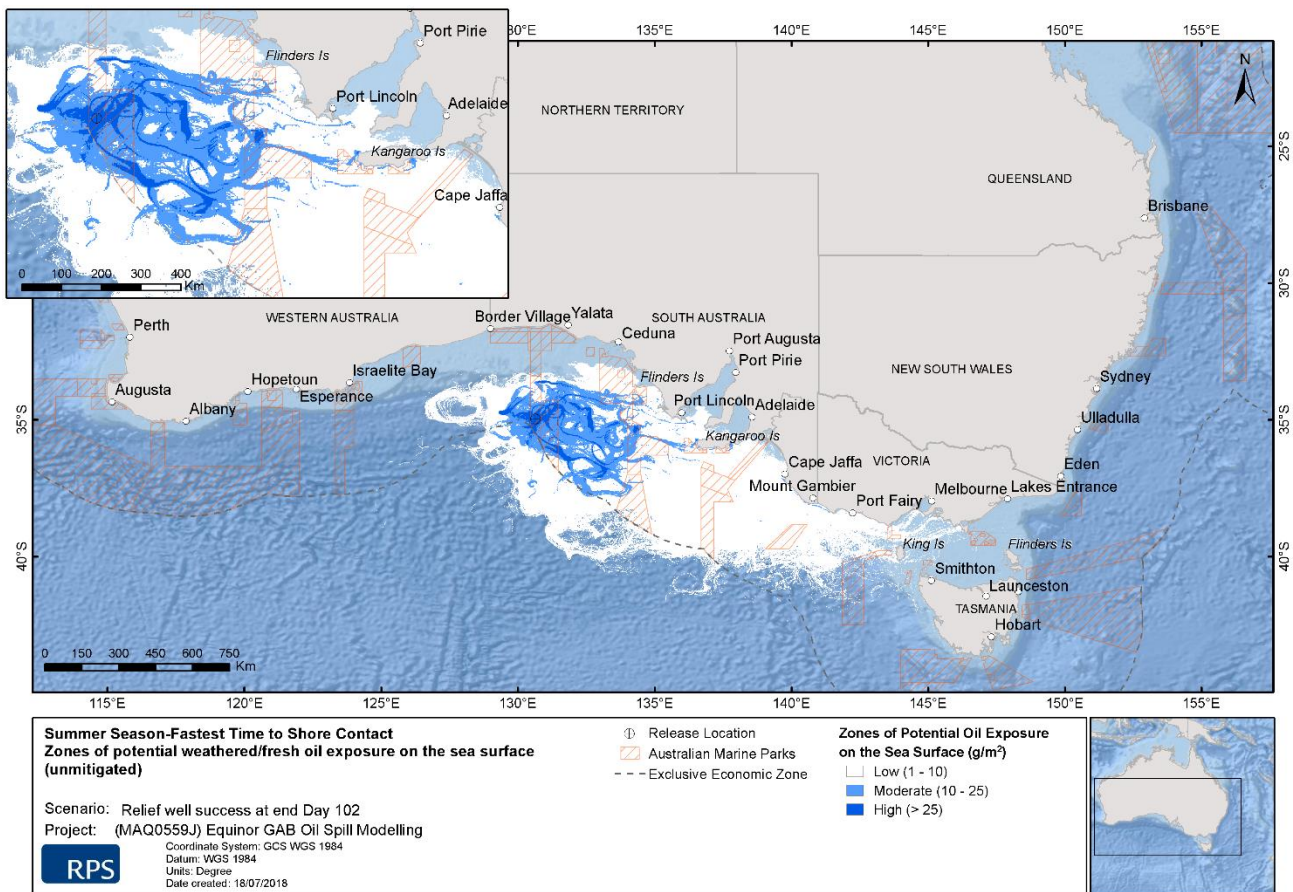 Port Pirie
Flinders Is
Port Lincoln
Adelaide
Kangaroo Is
Cape Jaffa
0 100 200 300 400
Km
130°E 135°E 140°E 145°E 150°E 155°E
N
NORTHERN TERRITORY
QUEENSLAND
Brisbane
25°S
30°S
WESTERN AUSTRALIA
SOUTH AUSTRALIA
NEW SOUTH WALES
VICTORIA
TASMANIA
Perth
Augusta
Albany
Hopetoun
Esperance
Israelite Bay
Border Village
Yalata
Ceduna
Port Augusta
Port Pirie
Flinders Is
Port Lincoln
Adelaide
Kangaroo Is
Cape Jaffa
Mount Gambier
Port Fairy
Melbourne
Lakes Entrance
Eden
Ulladulla
Sydney
King Is
Flinders Is
Smithton
Launceston
Hobart
35°S
40°S
35°S
40°S
0 150 300 450 600 750
Km
115°E 120°E 125°E 130°E 135°E 140°E 145°E 150°E 155°E
Summer Season-Fastest Time to Shore Contact
Zones of potential weathered/fresh oil exposure on the sea surface
(unmitigated)
Scenario: Relief well success at end Day 102
Project: (MAQ0559J) Equinor GAB Oil Spill Modelling
RPS
Coordinate System: GCS WGS 1984
Datum: WGS 1984
Units: Degree
Date created: 18/07/2018
Release Location
Australian Marine Parks
Exclusive Economic Zone
Zones of Potential Oil Exposure
on the Sea Surface (g/m²)
Low (1 - 10)
Moderate (10 - 25)
High (> 25)